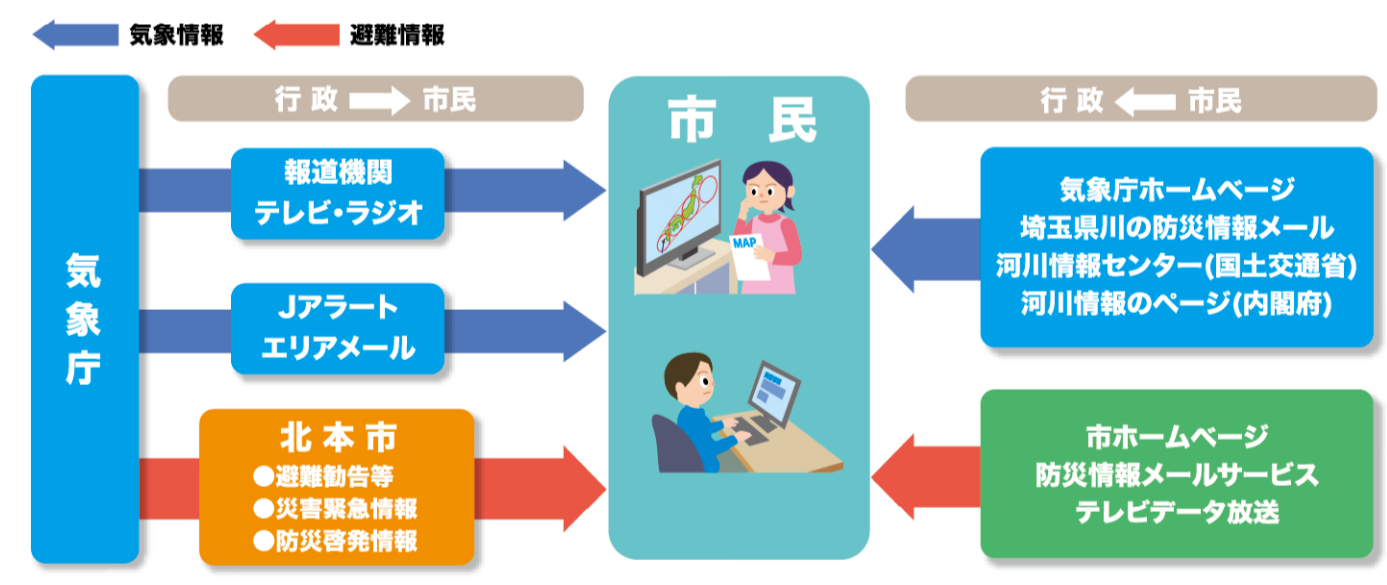 気象情報
避難情報
気象庁
行政 市民
報道機関
テレビ・ラジオ
Jアラート
エリアメール
北本市
●避難勧告等
●災害緊急情報
●防災啓発情報
市民
MAP
行政 市民
気象庁ホームページ
埼玉県川の防災情報メール
河川情報センター(国土交通省)
河川情報のページ(内閣府)
市ホームページ
防災情報メールサービス
テレビデータ放送